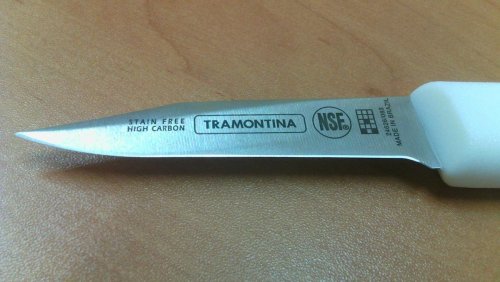 STAIN FREE
HIGH CARBON
TRAMONTINA
NSF®
MADE IN BRAZIL